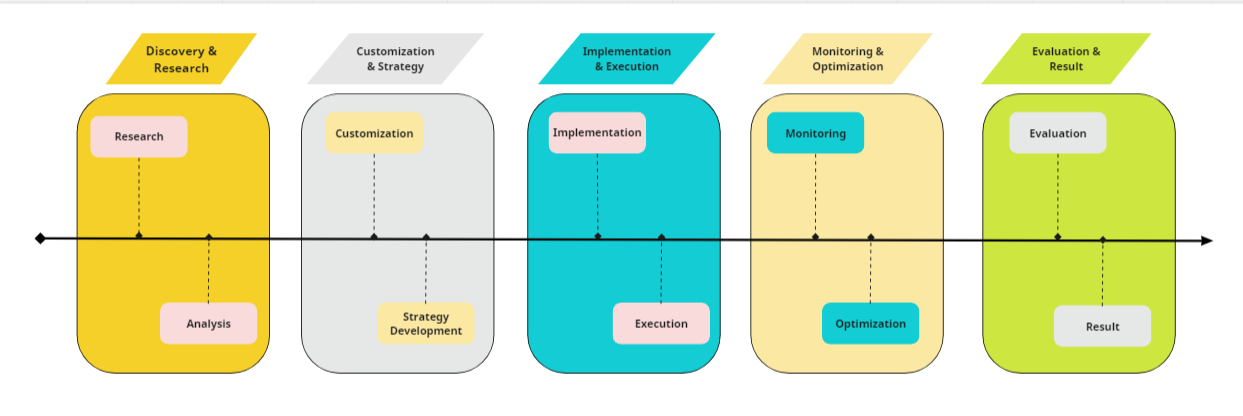 Discovery &
Research
Customization
& Strategy
Implementation
& Execution
Monitoring &
Optimization
Evaluation &
Result
Research
Customization
Implementation
Monitoring
Evaluation
Analysis
Strategy
Development
Execution
Optimization
Result